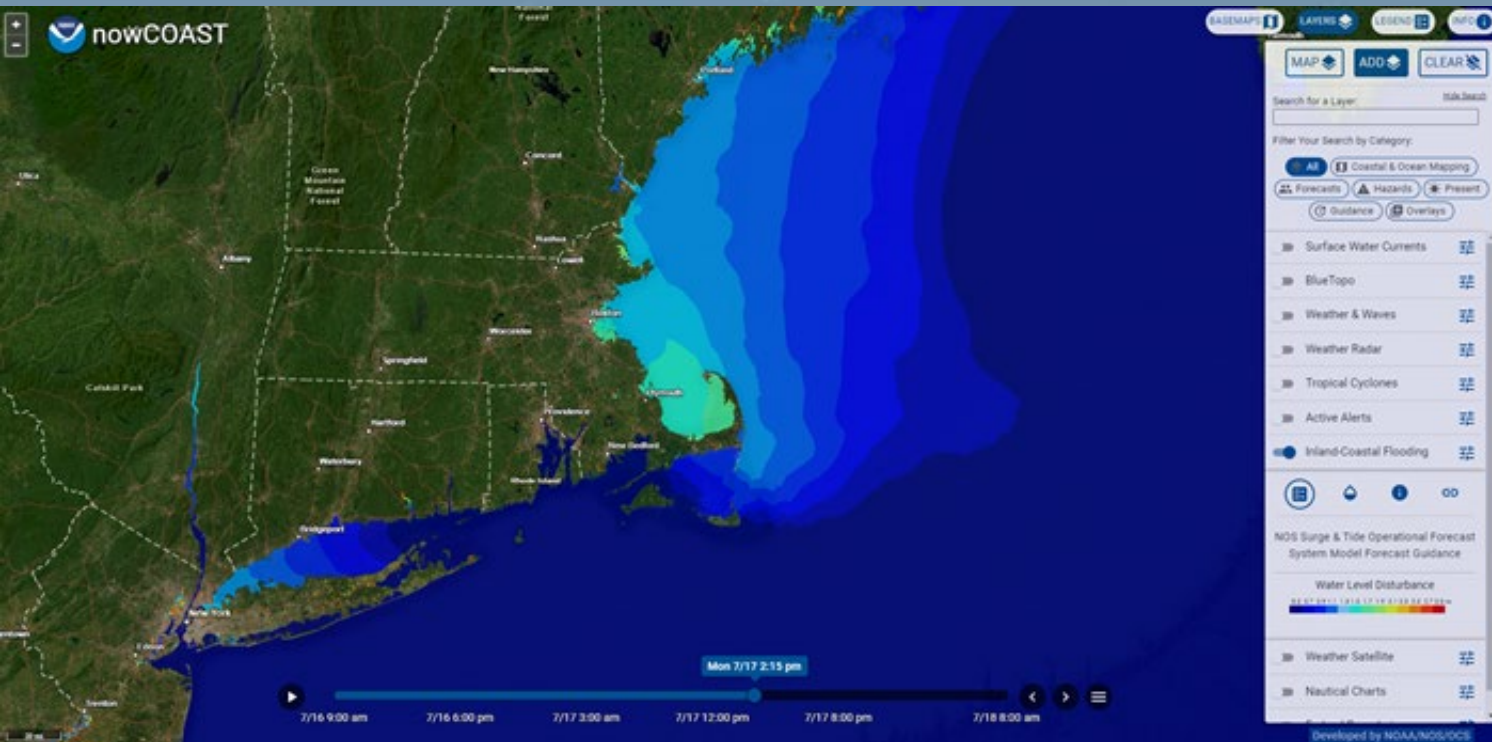 nowCOAST
+
−
BASEMAPS
LAYERS
LEGEND
INFO
MAP
ADD
CLEAR
Search for a Layer:
Hide Search
Filter Your Search by Category:
All
Coastal & Ocean Mapping
Forecasts
Hazards
Present
Guidance
Overlays
Surface Water Currents
BlueTopo
Weather & Waves
Weather Radar
Tropical Cyclones
Active Alerts
Inland-Coastal Flooding
NOS Surge & Tide Operational Forecast
System Model Forecast Guidance
Water Level Disturbance
Weather Satellite
Nautical Charts
Developed by NOAA/NOS/OCS
National
Forest
New Hampshire
Portland
Concord
Utica
Green
Mountain
National
Forest
Nashua
Lowell
Albany
Boston
Worcester
Springfield
Catskill Park
Plymouth
Providence
Hartford
New Bedford
Waterbury
Rhode Island
Bridgeport
New York
Edison
Trenton
Mon 7/17 2:15 pm
7/16 9:00 am
7/16 6:00 pm
7/17 3:00 am
7/17 12:00 pm
7/17 8:00 pm
7/18 8:00 am
20 mi